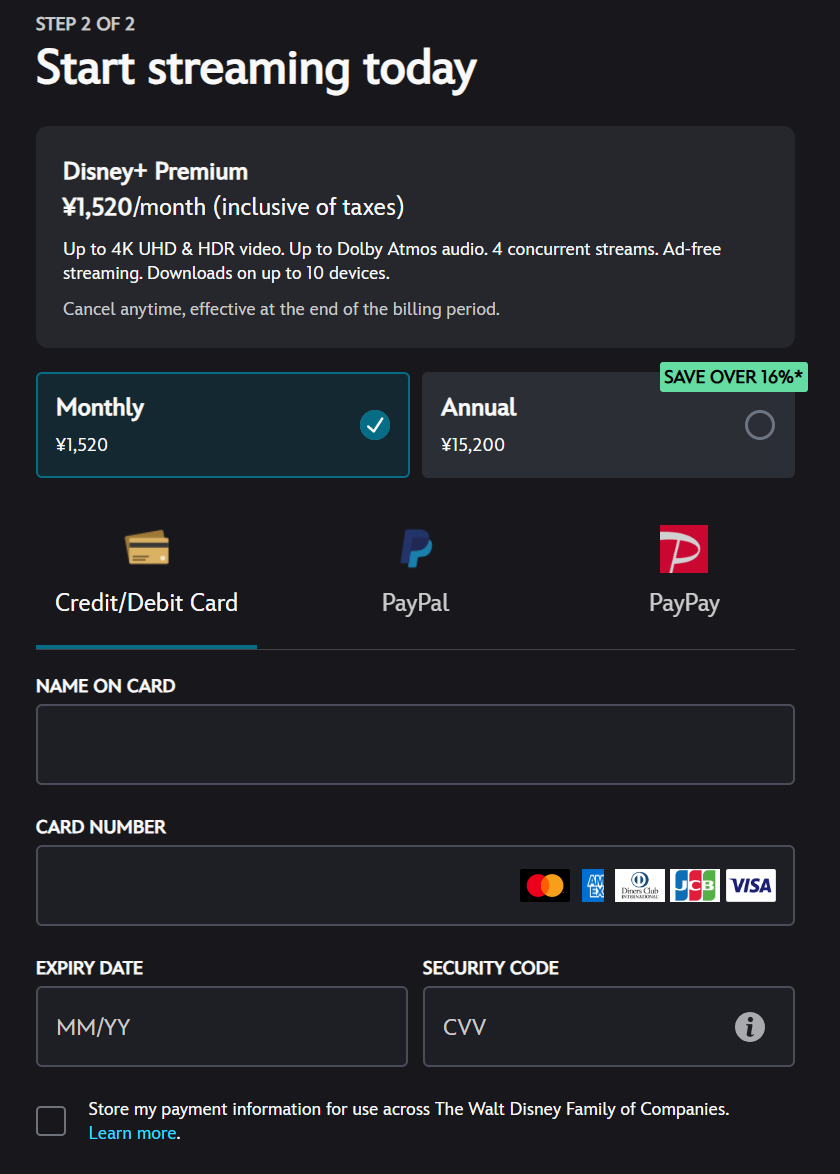 STEP 2 OF 2
Start streaming today
Disney+ Premium
¥1,520/month (inclusive of taxes)
Up to 4K UHD & HDR video. Up to Dolby Atmos audio. 4 concurrent streams. Ad-free
streaming. Downloads on up to 10 devices.
Cancel anytime, effective at the end of the billing period.
SAVE OVER 16%*
Monthly
¥1,520
Annual
¥15,200
Credit/Debit Card
PayPal
PayPay
NAME ON CARD
CARD NUMBER
AM
EX
Diners Club
INTERNATIONAL
JCB
VISA
EXPIRY DATE
SECURITY CODE
MM/YY
CVV
Store my payment information for use across The Walt Disney Family of Companies.
Learn more.